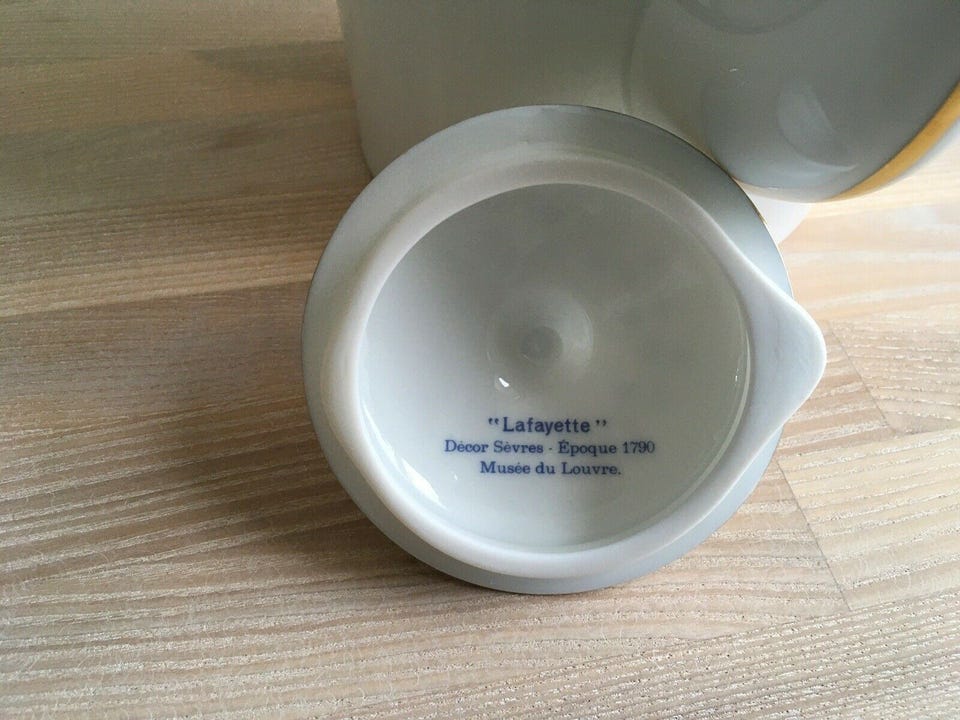 "Lafayette"
Décor Sèvres - Époque 1790
Musée du Louvre.